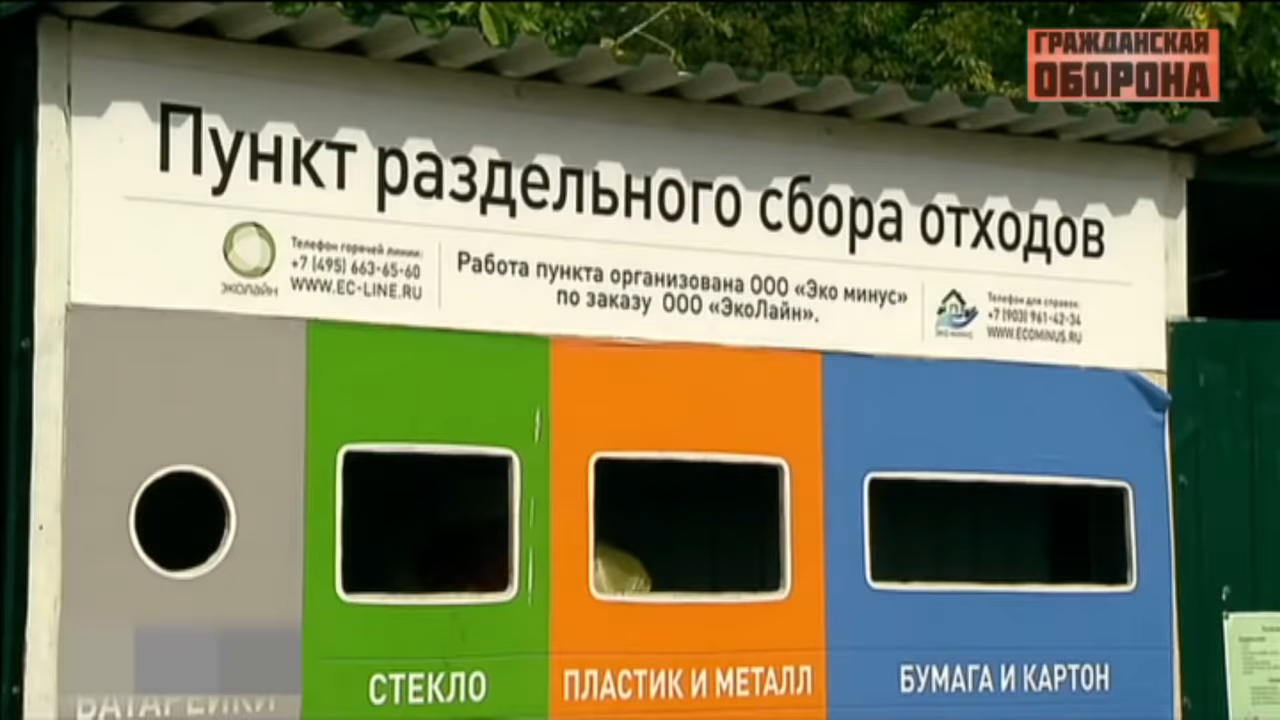 ГРАЖДАНСКАЯ
ОБОРОНА
Пункт раздельного сбора отходов
эколайн
Телефон горячей линии:
+7 (495) 663-65-60
WWW.EC-LINE.RU
Работа пункта организована ООО «Эко минус»
по заказу ООО «ЭкоЛайн».
Телефон для справок:
+7 (903) 961-42-34
WWW.ECOMINUS.RU
БАТАРЕЙКИ
СТЕКЛО
ПЛАСТИК И МЕТАЛЛ
БУМАГА И КАРТОН